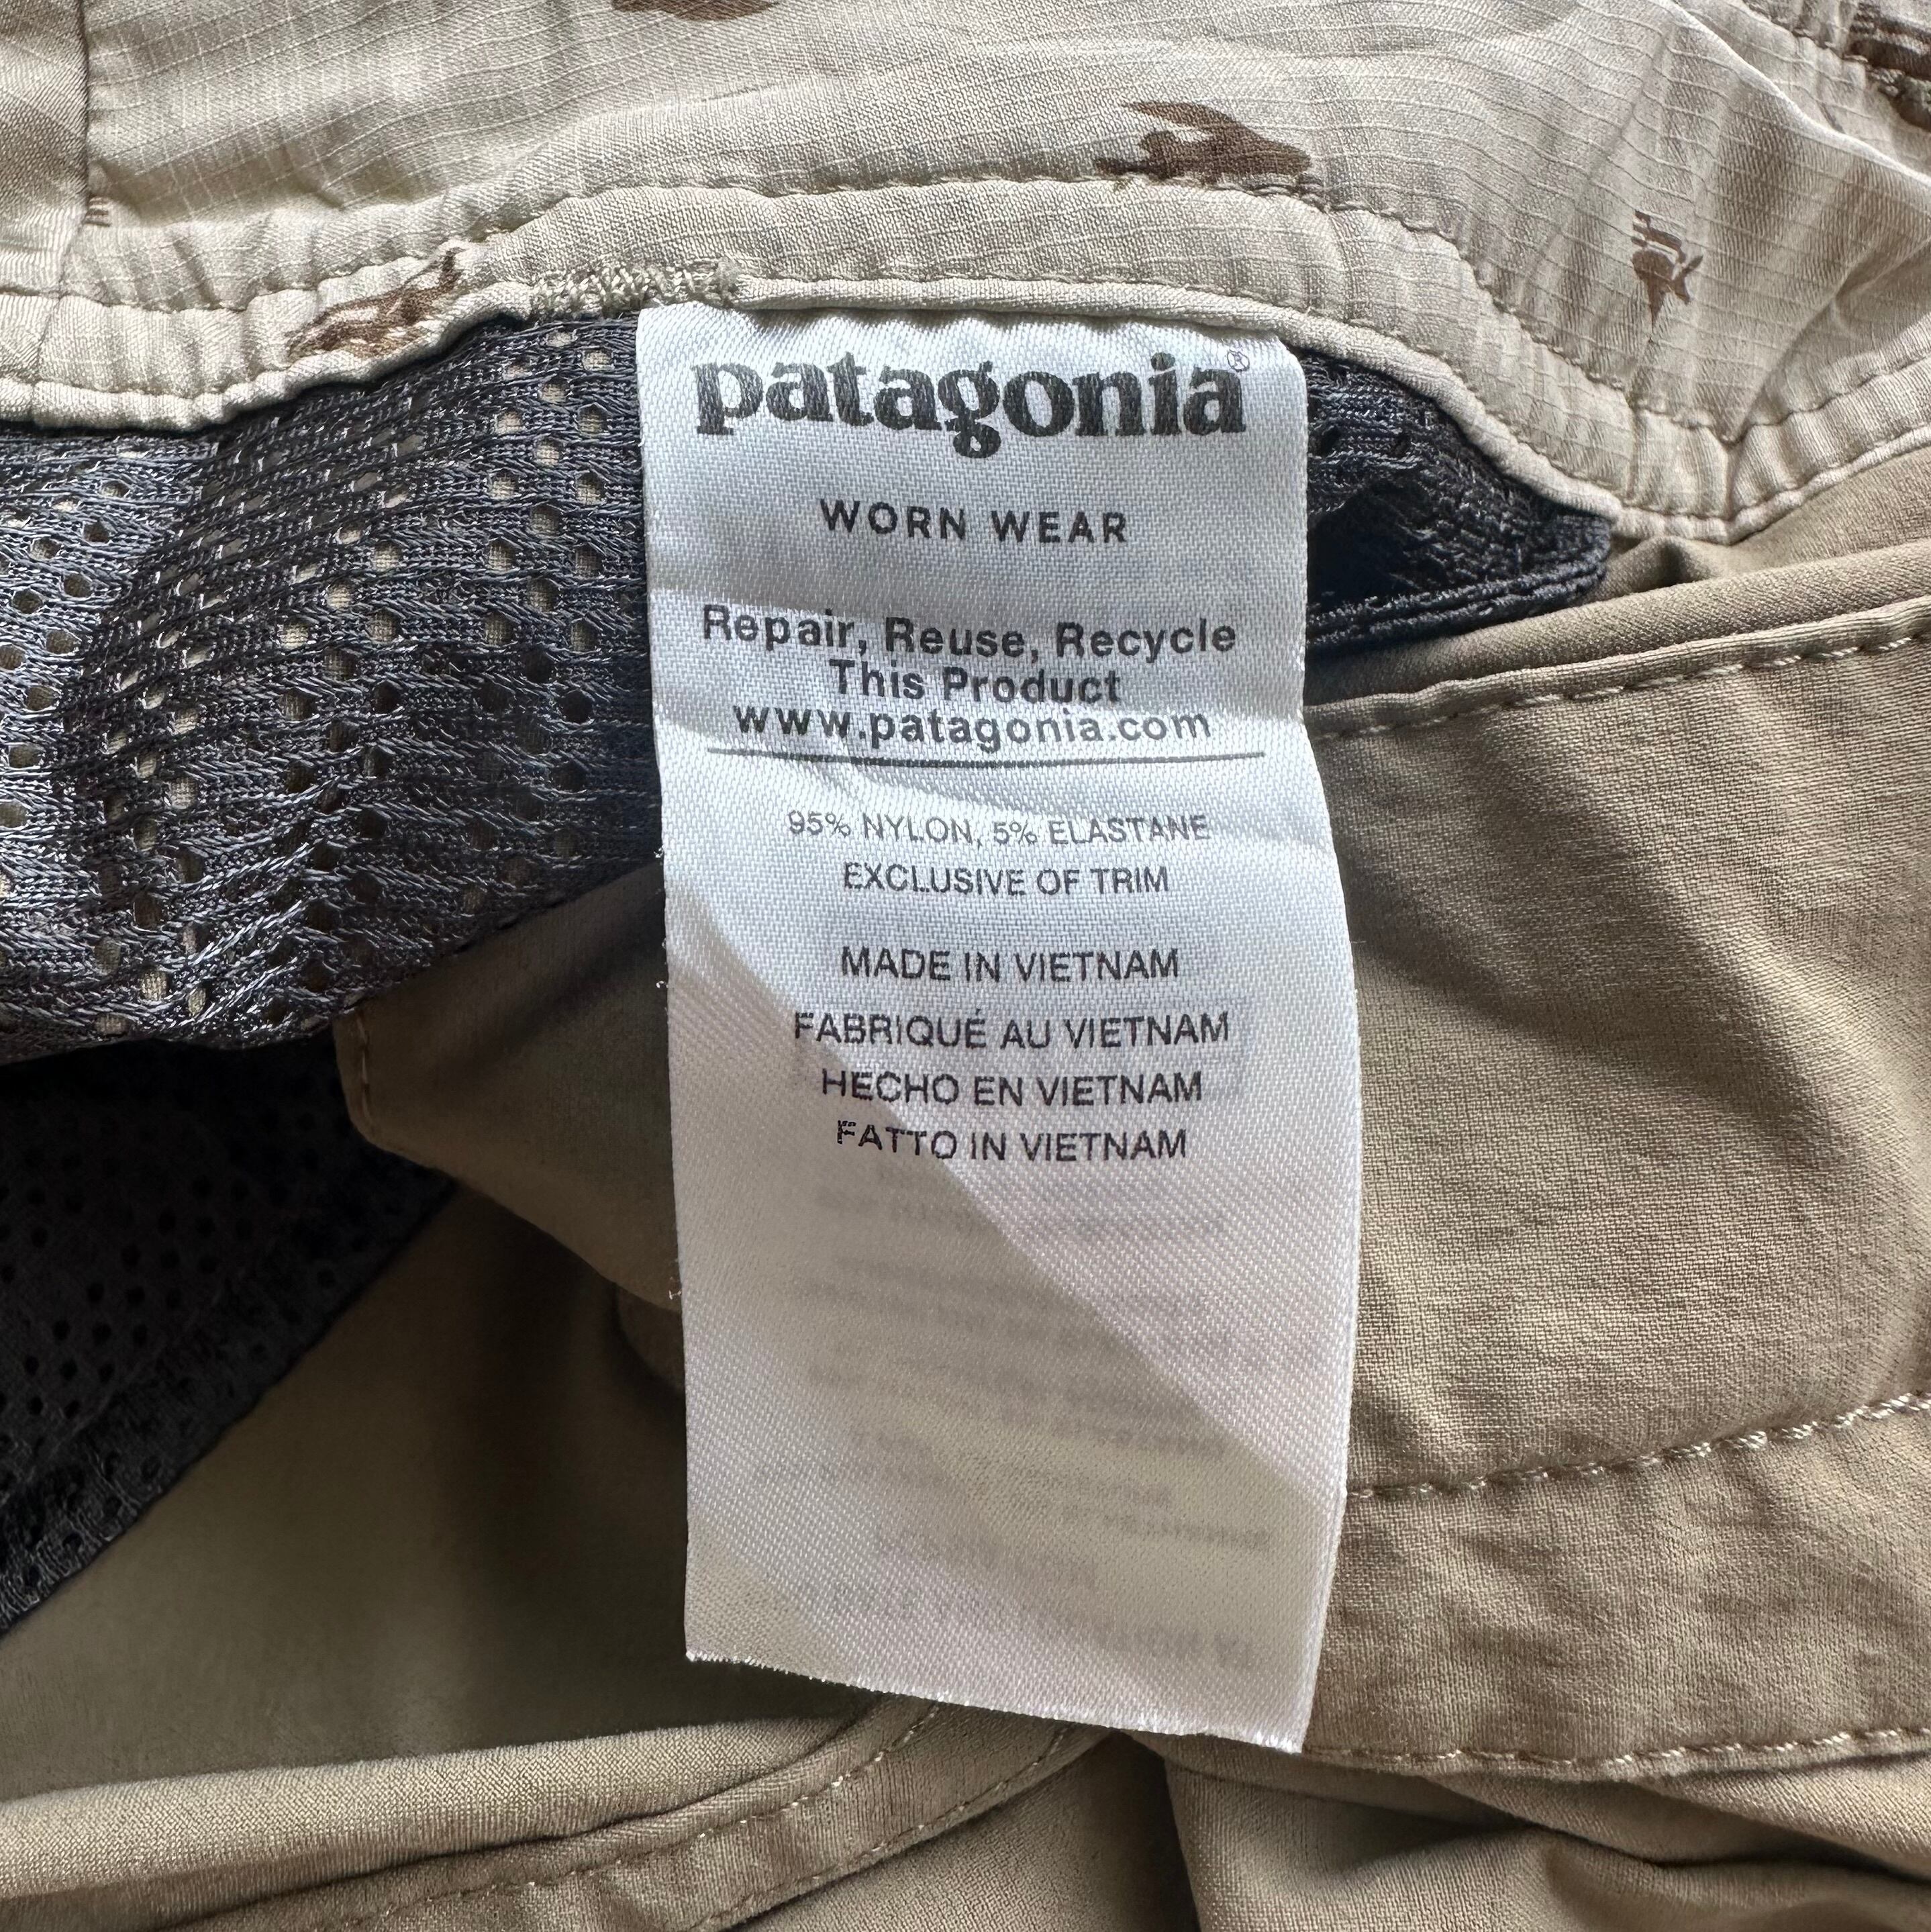 patagonia®
WORN WEAR
Repair, Reuse, Recycle
This Product
www.patagonia.com
95% NYLON, 5% ELASTANE
EXCLUSIVE OF TRIM
MADE IN VIETNAM
FABRIQUÉ AU VIETNAM
HECHO EN VIETNAM
FATTO IN VIETNAM